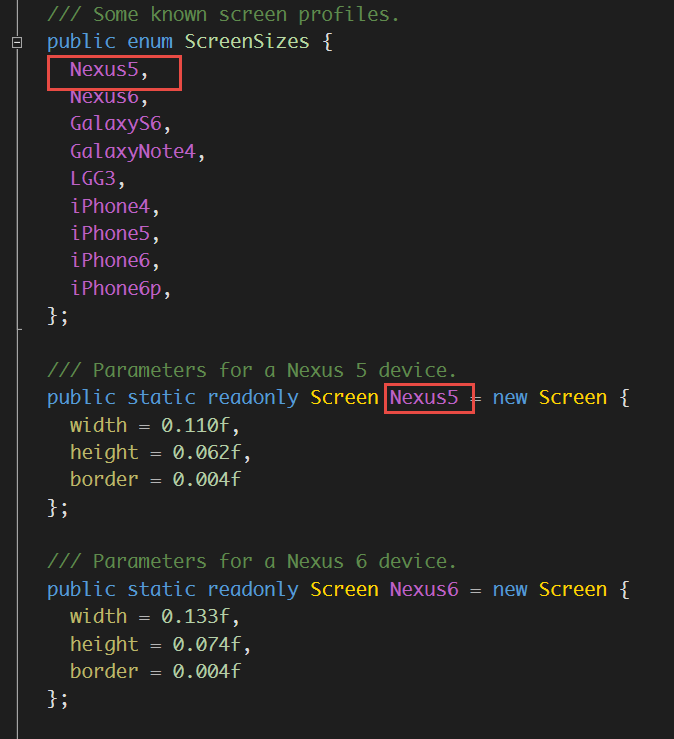 /// Some known screen profiles.
public enum ScreenSizes {
Nexus5,
Nexus6,
GalaxyS6,
GalaxyNote4,
LGG3,
iPhone4,
iPhone5,
iPhone6,
iPhone6p,
};
/// Parameters for a Nexus 5 device.
public static readonly Screen Nexus5 = new Screen {
width = 0.110f,
height = 0.062f,
border = 0.004f
};
/// Parameters for a Nexus 6 device.
public static readonly Screen Nexus6 = new Screen {
width = 0.133f,
height = 0.074f,
border = 0.004f
};